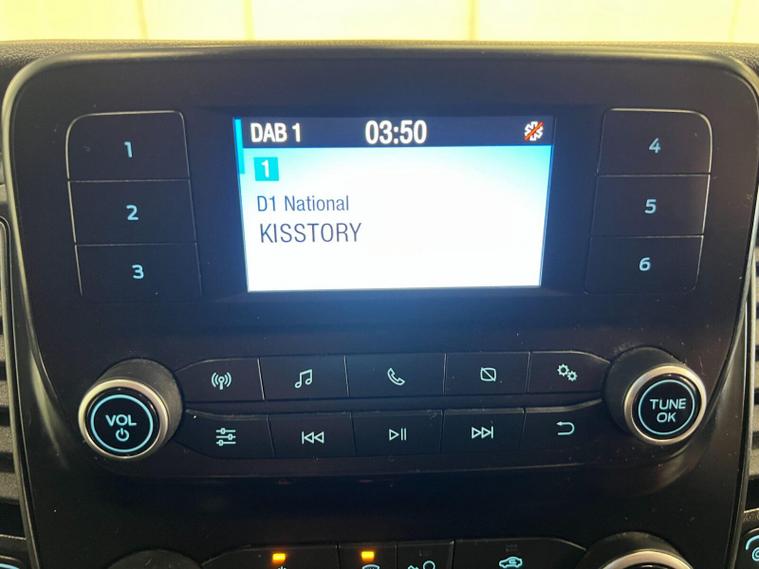 DAB 1 03:50
1
D1 National
KISSTORY
1
2
3
4
5
6
VOL
TUNE
OK